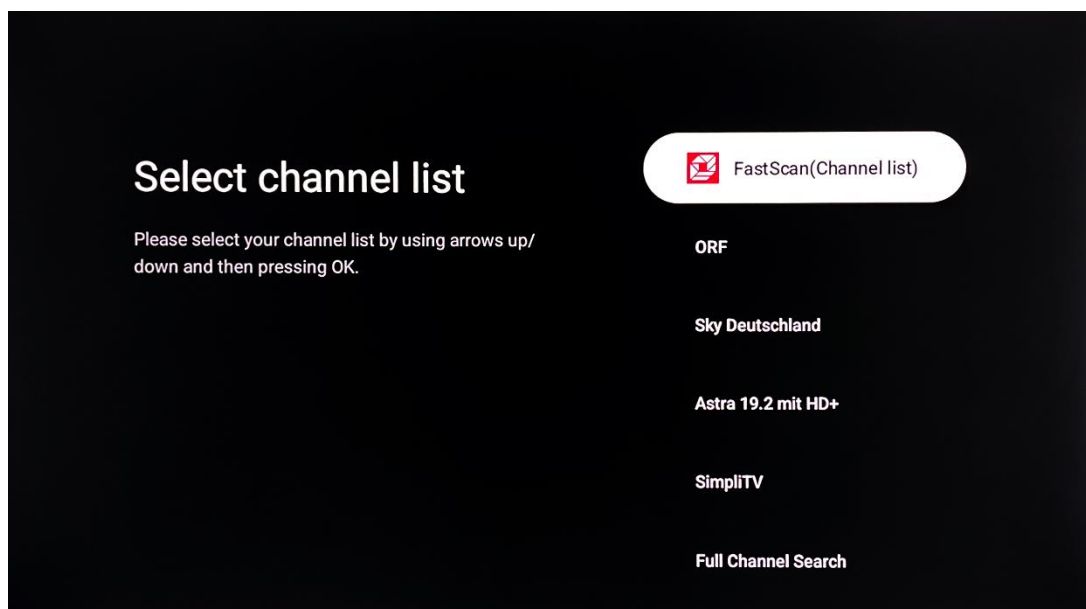 Select channel list
Please select your channel list by using arrows up/
down and then pressing OK.
FastScan(Channel list)
ORF
Sky Deutschland
Astra 19.2 mit HD+
SimpliTV
Full Channel Search